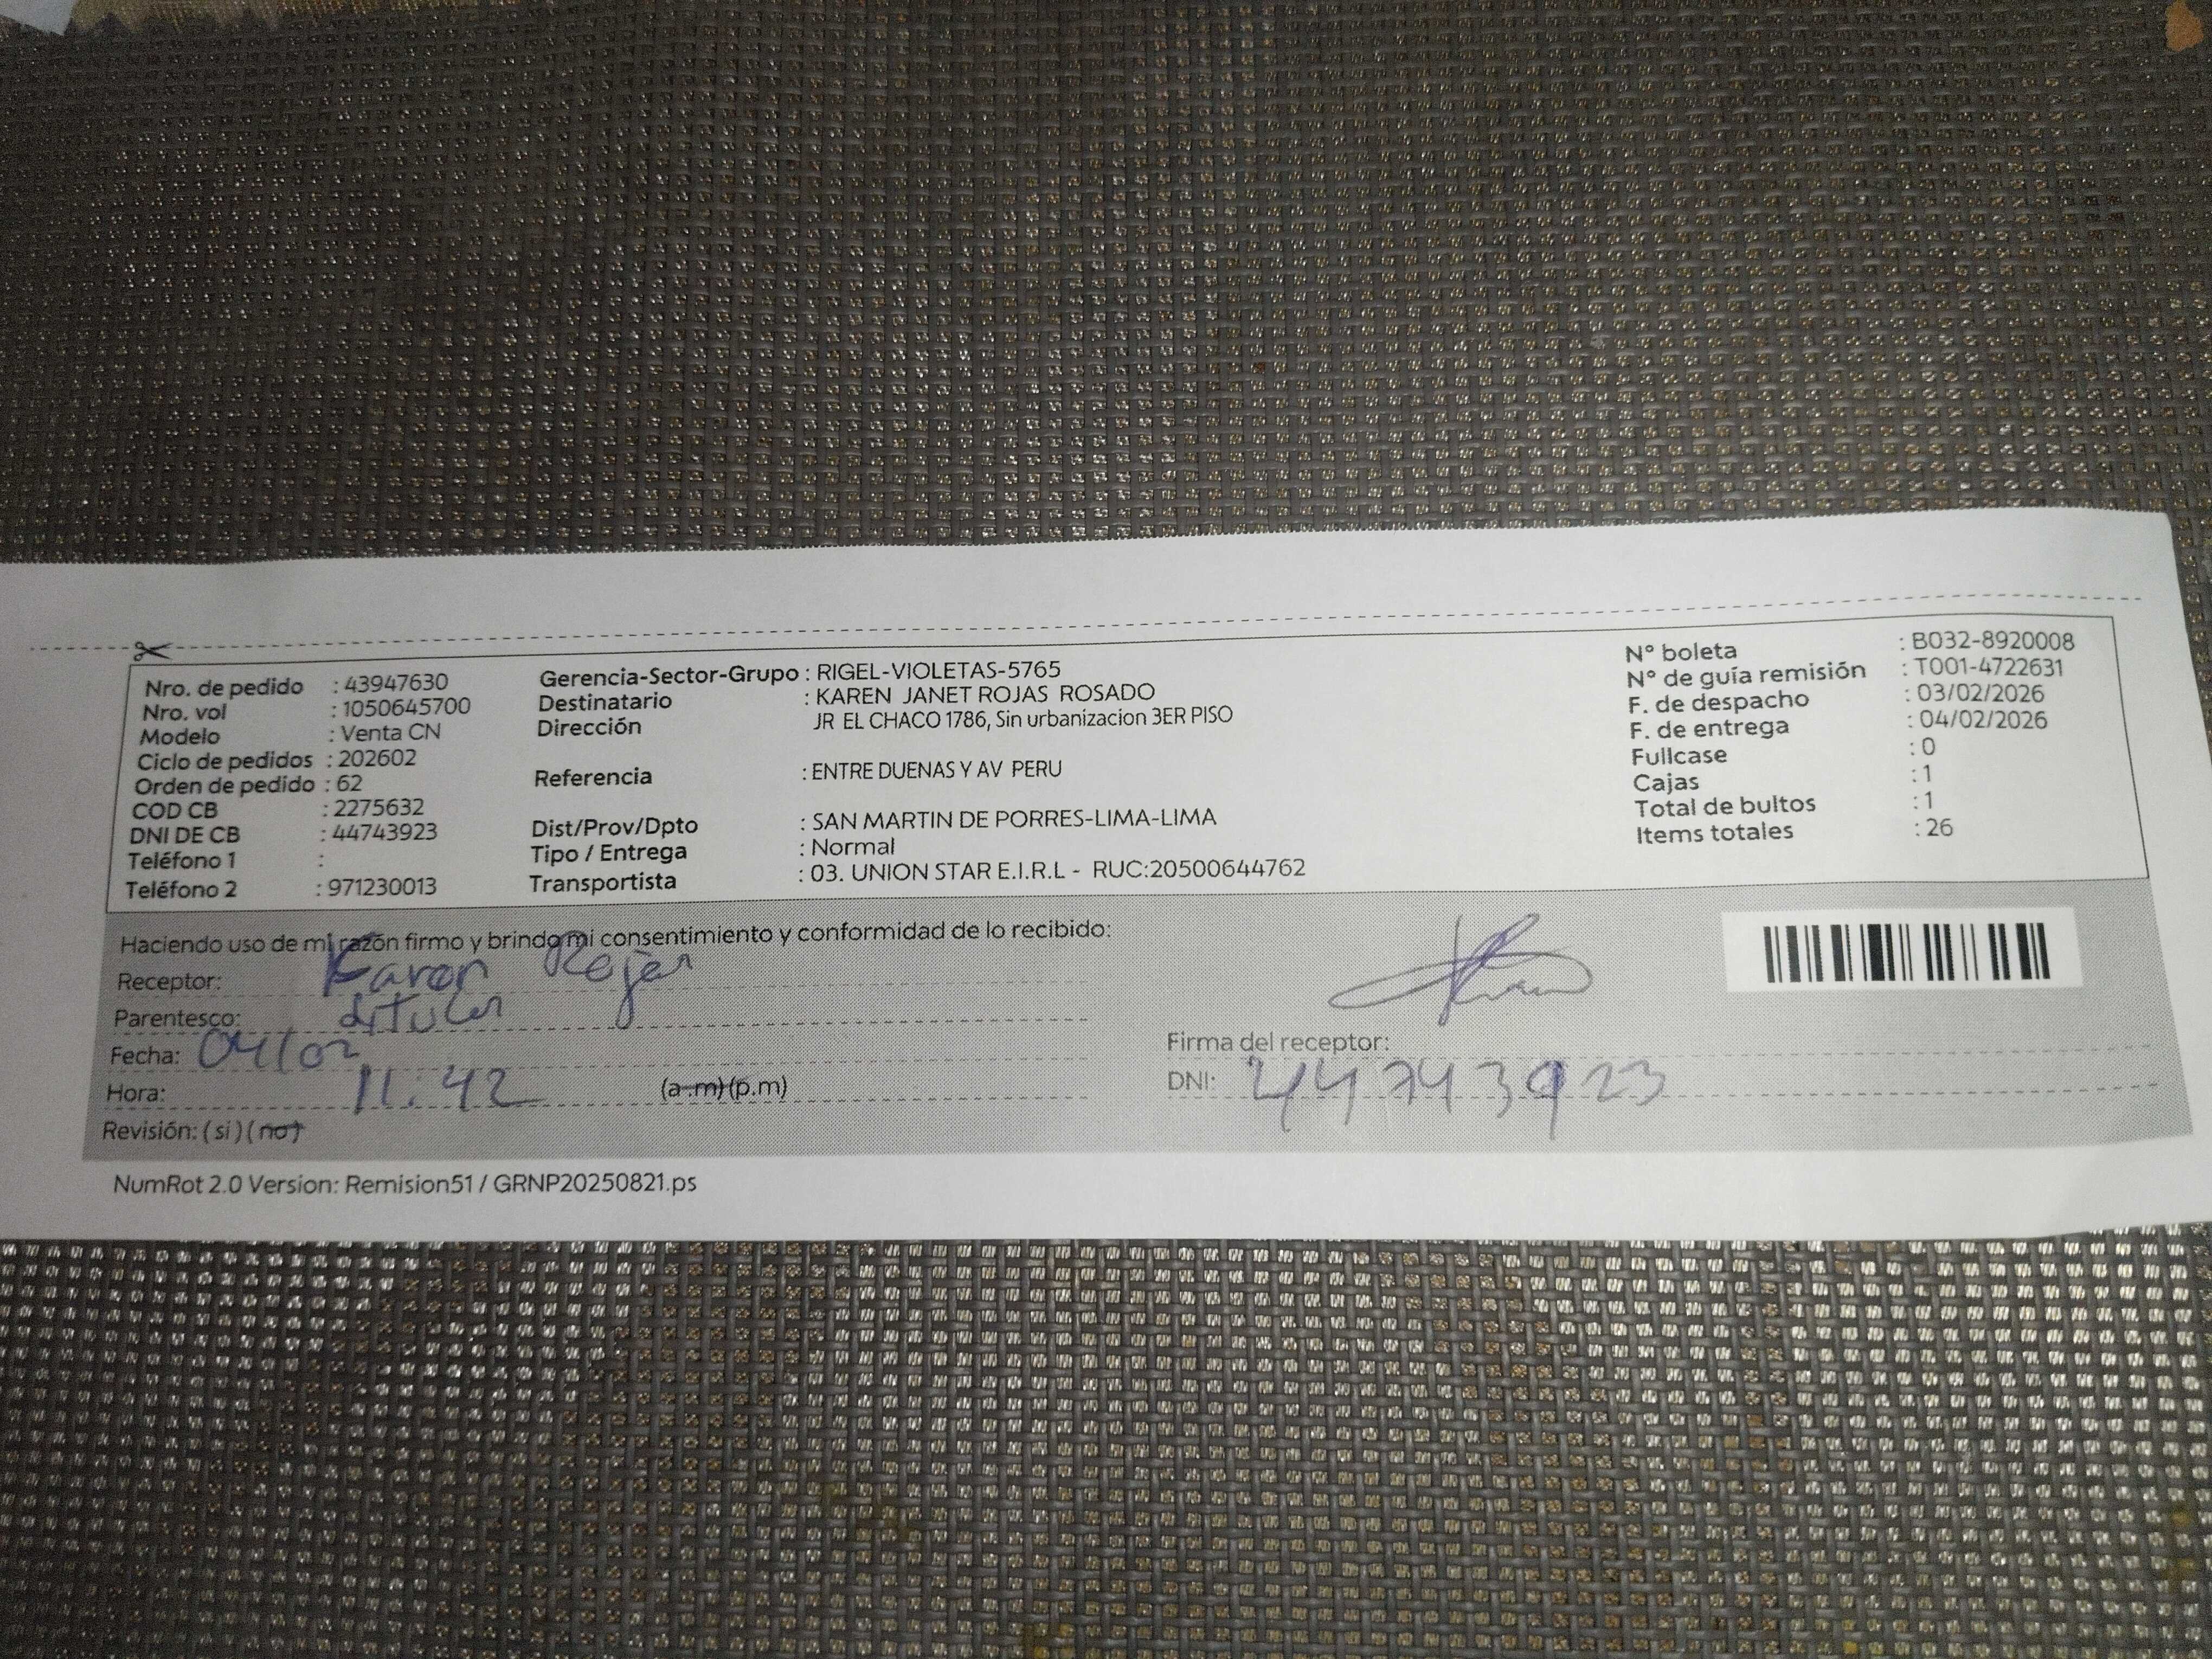 Nro. de pedido : 43947630
Nro. vol : 1050645700
Modelo : Venta CN
Ciclo de pedidos : 202602
Orden de pedido : 62
COD CB : 2275632
DNI DE CB : 44743923
Teléfono 1 :
Teléfono 2 : 971230013
Gerencia-Sector-Grupo : RIGEL-VIOLETAS-5765
Destinatario : KAREN JANET ROJAS ROSADO
Dirección JR EL CHACO 1786, Sin urbanizacion 3ER PISO
Referencia : ENTRE DUENAS Y AV PERU
Dist/Prov/Dpto : SAN MARTIN DE PORRES-LIMA-LIMA
Tipo / Entrega : Normal
Transportista : 03. UNION STAR E.I.R.L - RUC:20500644762
N° boleta : B032-8920008
N° de guía remisión : T001-4722631
F. de despacho : 03/02/2026
F. de entrega : 04/02/2026
Fullcase : 0
Cajas : 1
Total de bultos : 1
Items totales : 26
Haciendo uso de mi razón firmo y brindo mi consentimiento y conformidad de lo recibido:
Receptor: Karen Rojas
Parentesco:
Fecha: 04/02
Hora: 11:42 (a.m)(p.m)
Revisión: (si)(no)
Firma del receptor:
DNI: 44743923
NumRot 2.0 Version: Remision51 / GRNP20250821.ps